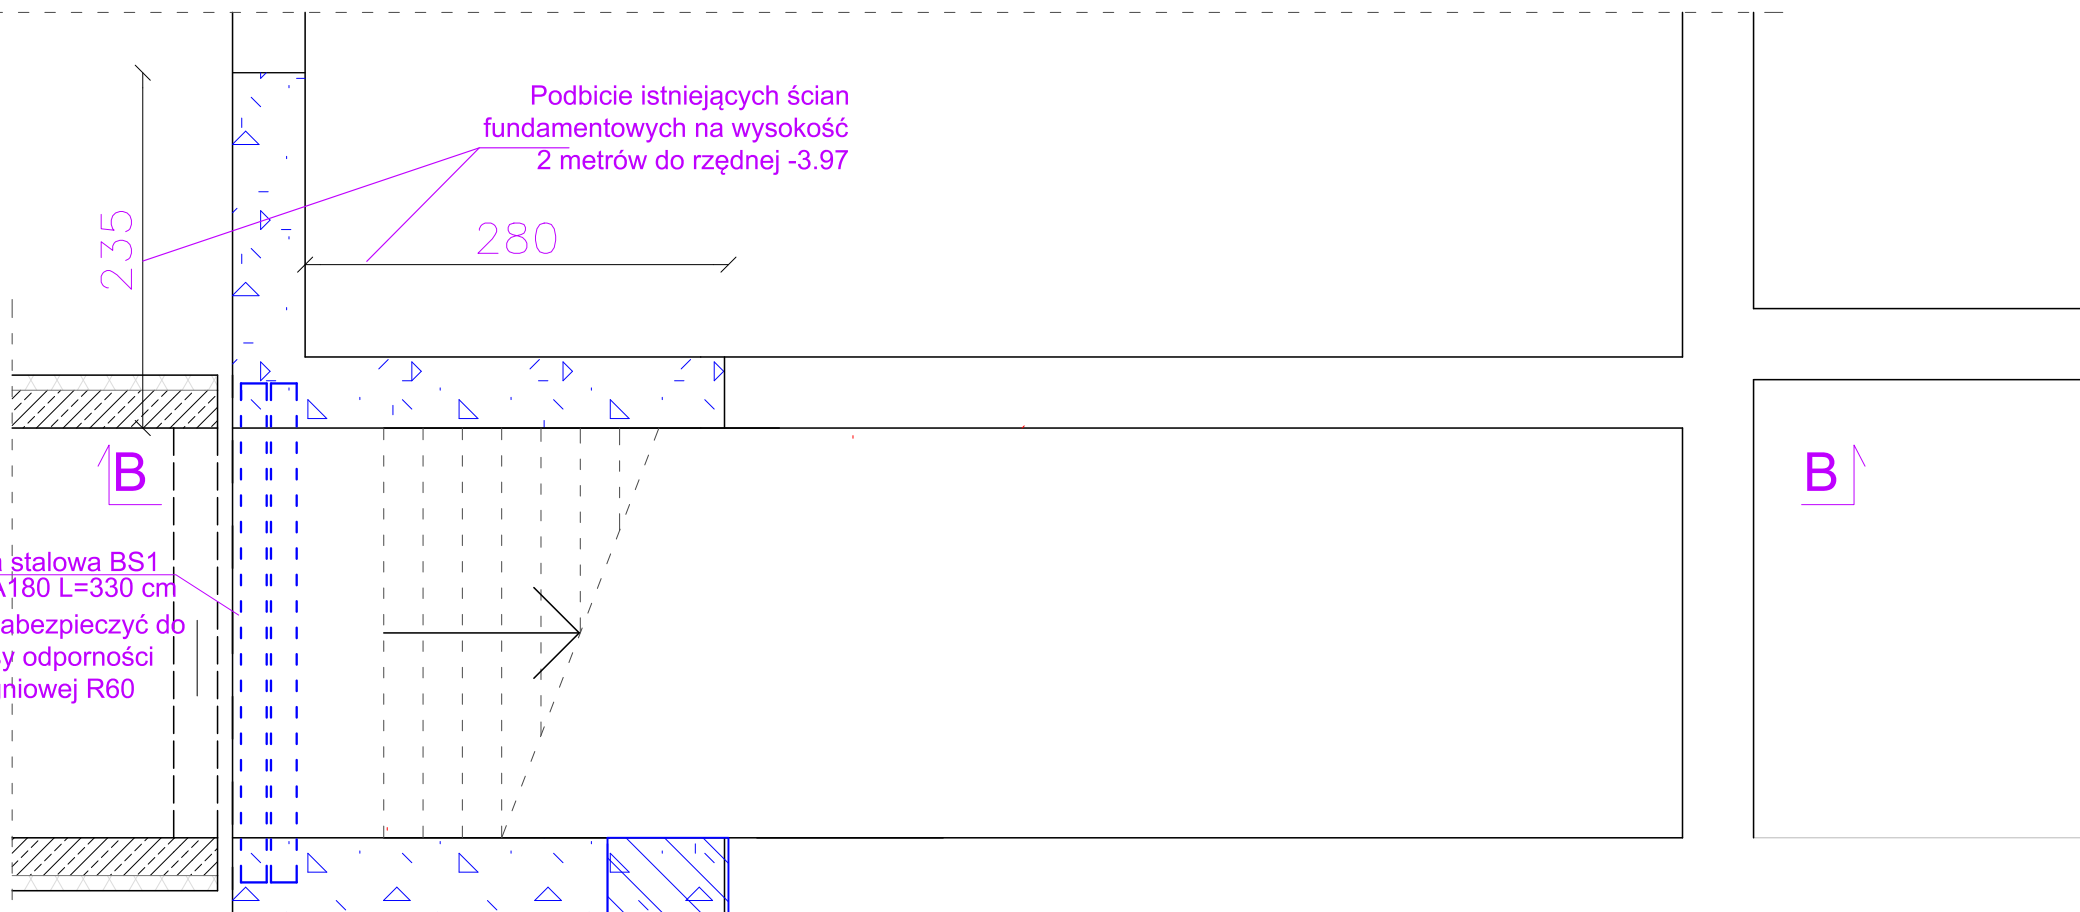 Podbicie istniejących ścian
fundamentowych na wysokość
2 metrów do rzędnej -3.97
235
280
B
B
stalowa BS1
A180 L=330 cm
abezpieczyć do
y odporności
niowej R60